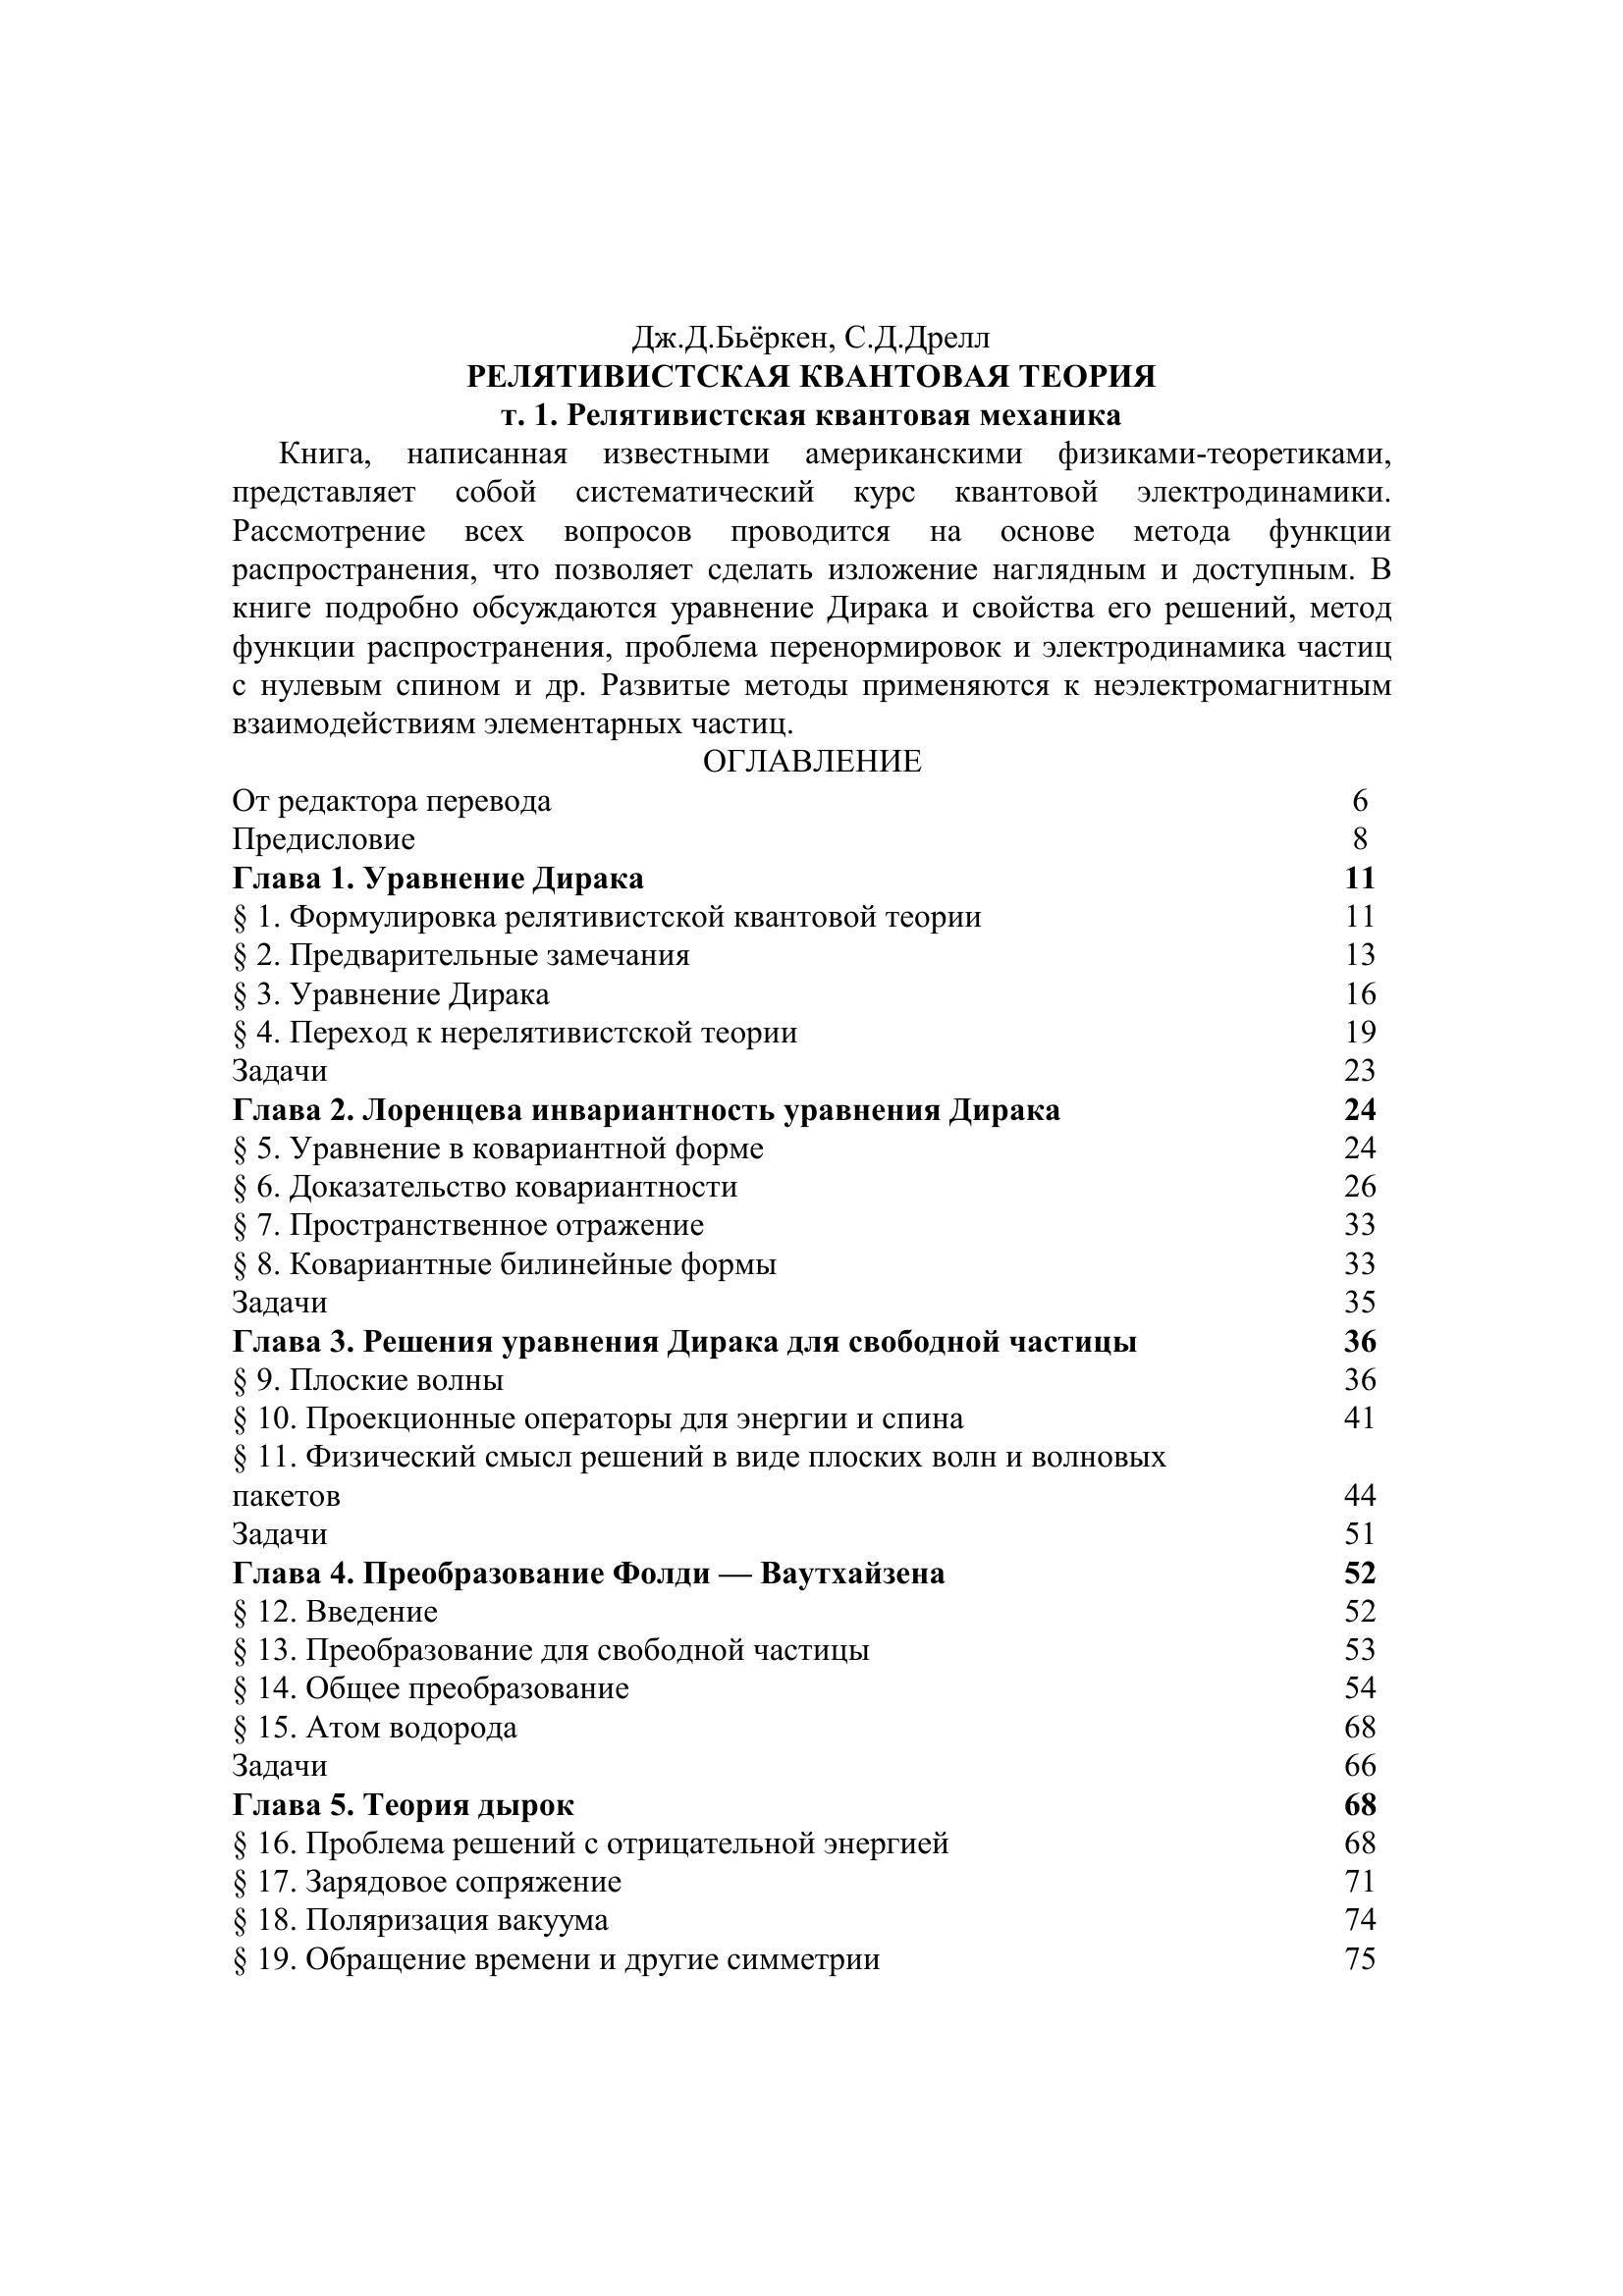 Дж.Д.Бьёркен, С.Д.Дрелл
РЕЛЯТИВИСТСКАЯ КВАНТОВАЯ ТЕОРИЯ
т. 1. Релятивистская квантовая механика
Книга, написанная известными американскими физиками-теоретиками,
представляет собой систематический курс квантовой электродинамики.
Рассмотрение всех вопросов проводится на основе метода функции
распространения, что позволяет сделать изложение наглядным и доступным. В
книге подробно обсуждаются уравнение Дирака и свойства его решений, метод
функции распространения, проблема перенормировок и электродинамика частиц
с нулевым спином и др. Развитые методы применяются к неэлектромагнитным
взаимодействиям элементарных частиц.
ОГЛАВЛЕНИЕ
От редактора перевода 6
Предисловие 8
Глава 1. Уравнение Дирака 11
§ 1. Формулировка релятивистской квантовой теории 11
§ 2. Предварительные замечания 13
§ 3. Уравнение Дирака 16
§ 4. Переход к нерелятивистской теории 19
Задачи 23
Глава 2. Лоренцева инвариантность уравнения Дирака 24
§ 5. Уравнение в ковариантной форме 24
§ 6. Доказательство ковариантности 26
§ 7. Пространственное отражение 33
§ 8. Ковариантные билинейные формы 33
Задачи 35
Глава 3. Решения уравнения Дирака для свободной частицы 36
§ 9. Плоские волны 36
§ 10. Проекционные операторы для энергии и спина 41
§ 11. Физический смысл решений в виде плоских волн и волновых
пакетов 44
Задачи 51
Глава 4. Преобразование Фолди — Ваутхайзена 52
§ 12. Введение 52
§ 13. Преобразование для свободной частицы 53
§ 14. Общее преобразование 54
§ 15. Атом водорода 68
Задачи 66
Глава 5. Теория дырок 68
§ 16. Проблема решений с отрицательной энергией 68
§ 17. Зарядовое сопряжение 71
§ 18. Поляризация вакуума 74
§ 19. Обращение времени и другие симметрии 75